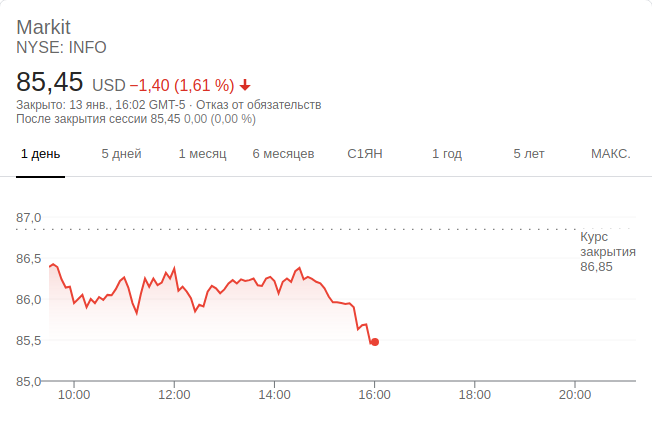 Markit
NYSE: INFO
85,45 USD −1,40 (1,61 %)
Закрыто: 13 янв., 16:02 GMT-5 · Отказ от обязательств
После закрытия сессии 85,45 0,00 (0,00 %)
1 день 5 дней 1 месяц 6 месяцев С1ЯН 1 год 5 лет МАКС.
87,0
Курс
закрытия
86,85
86,5
86,0
85,5
85,0
10:00 12:00 14:00 16:00 18:00 20:00